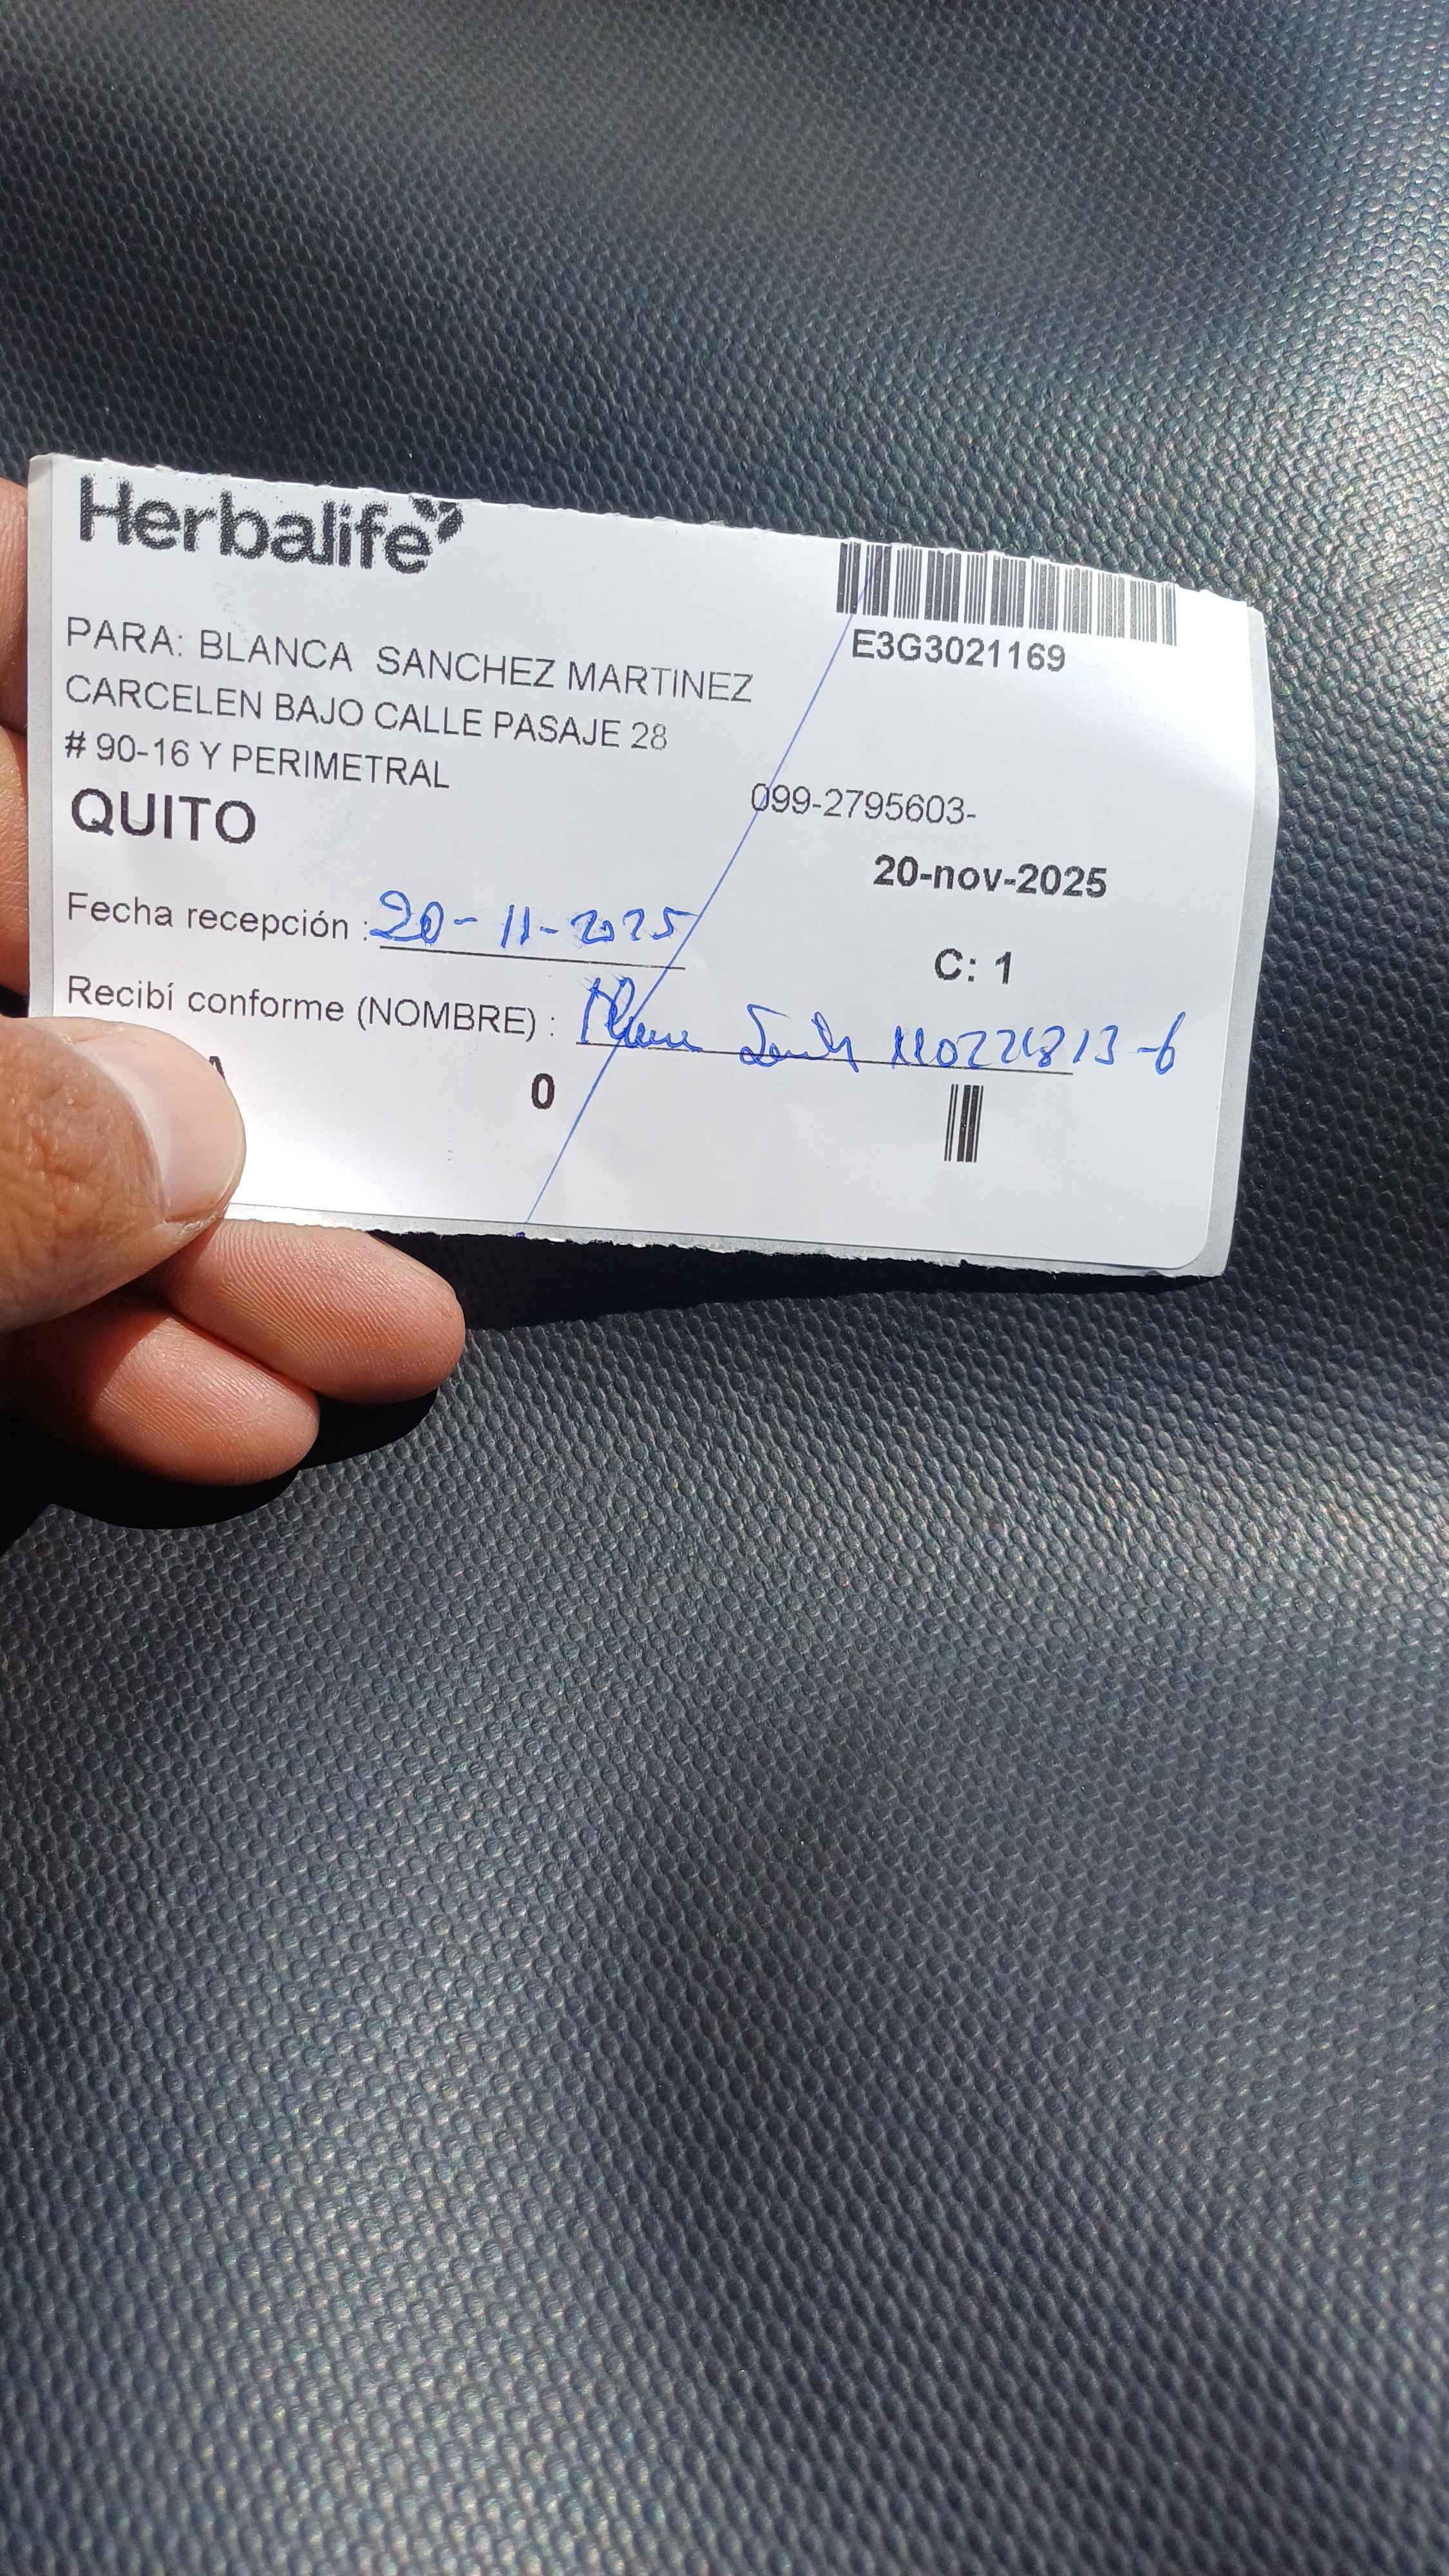 Herbalife
E3G3021169
PARA: BLANCA SANCHEZ MARTINEZ
CARCELEN BAJO CALLE PASAJE 28
# 90-16 Y PERIMETRAL
099-2795603-
QUITO
20-nov-2025
Fecha recepción : 20-11-2025
C: 1
Recibí conforme (NOMBRE) :
0